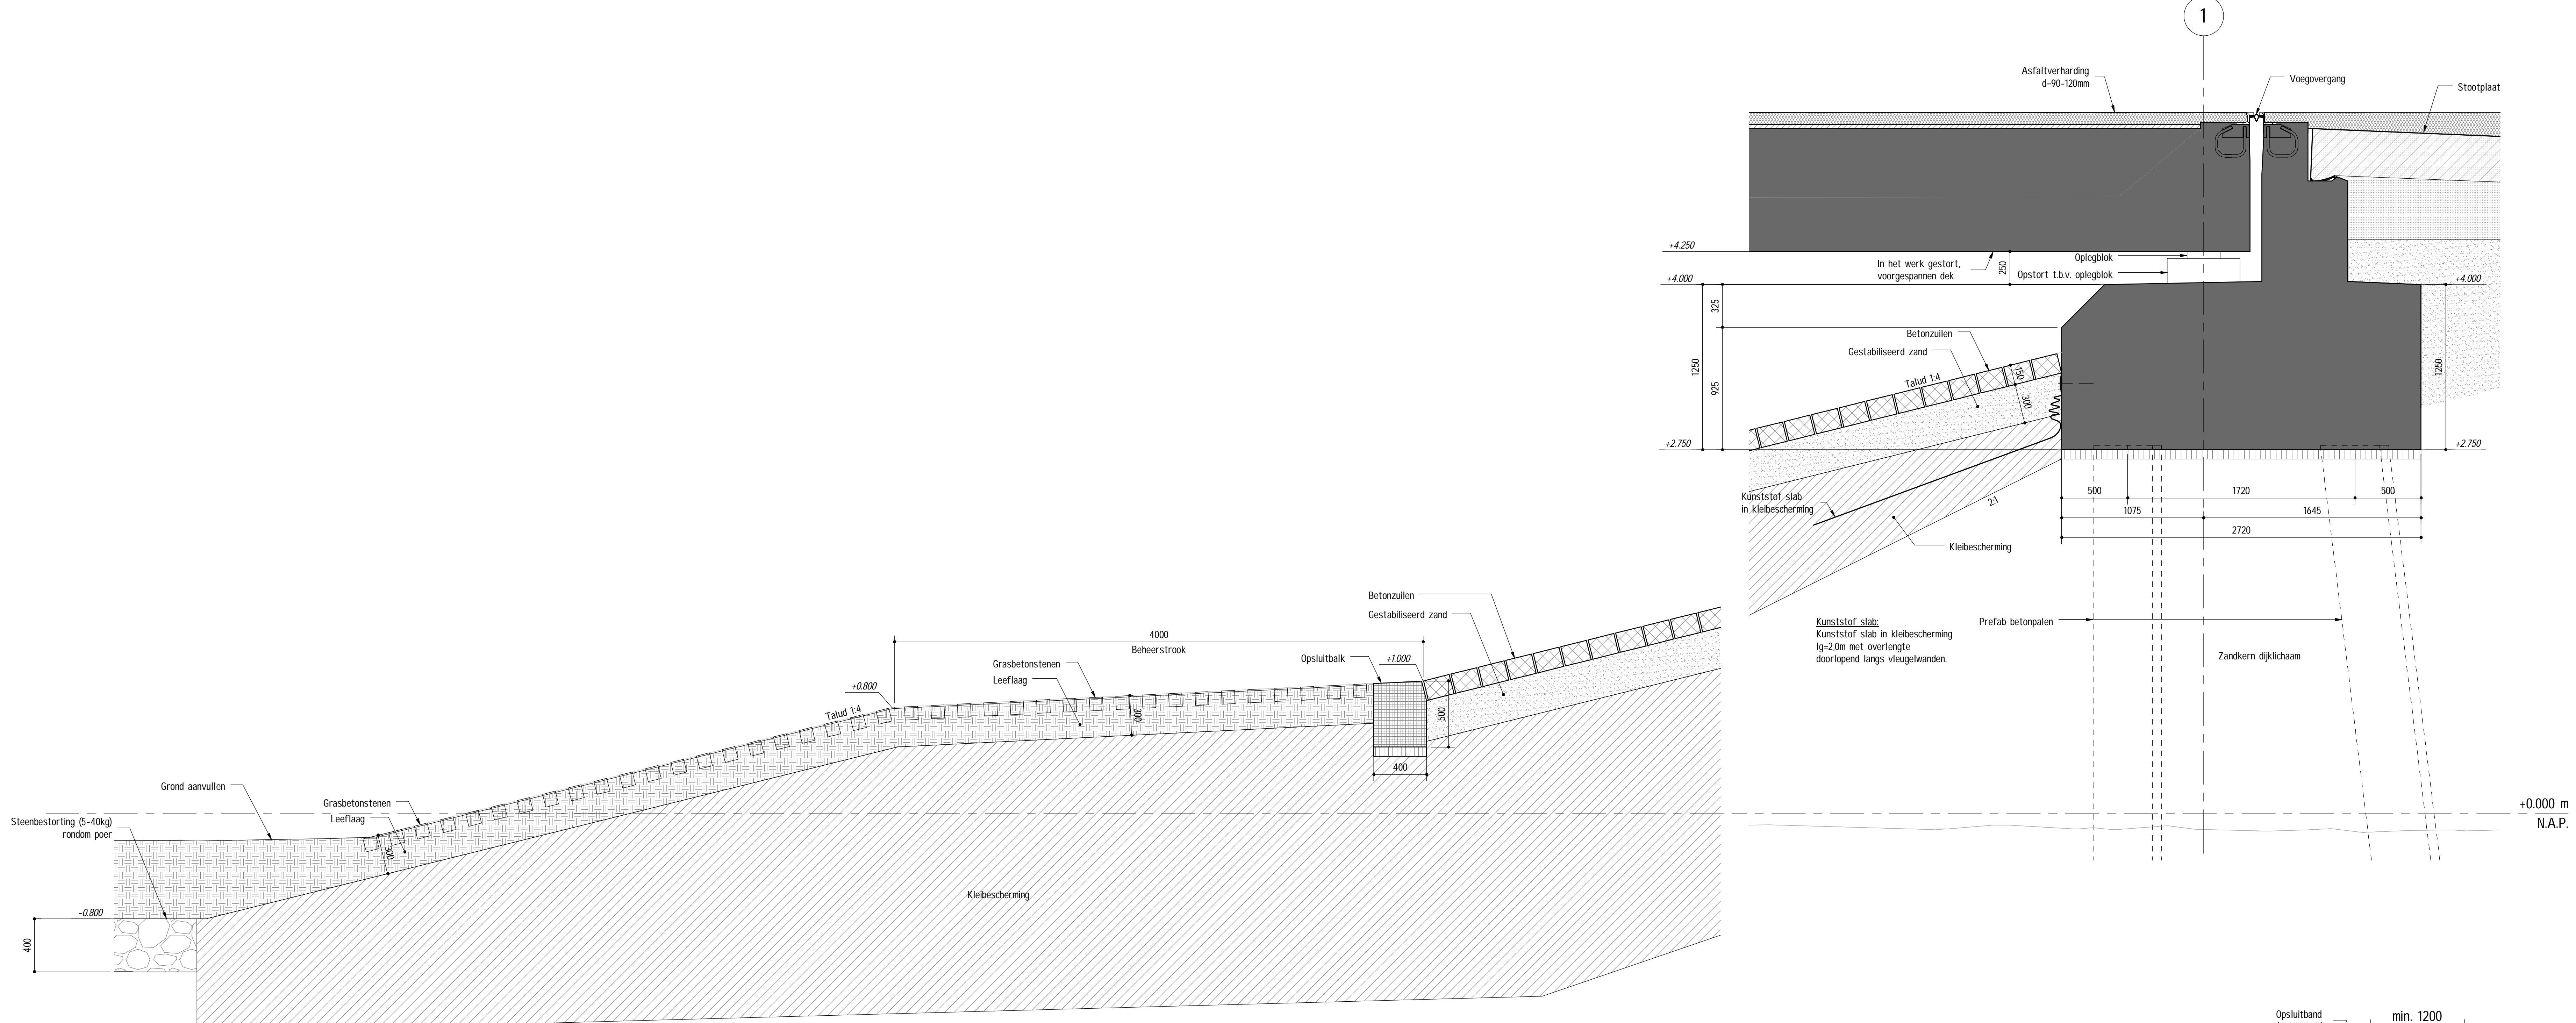 1
Asfaltverharding
d=90-120mm
Voegovergang
Stootplaat
+4.250
In het werk gestort,
voorgespannen dek
250
Oplegblok
Opstort t.b.v. oplegblok
+4.000
+4.000
325
1250
925
1250
Betonzuilen
Gestabiliseerd zand
Talud 1:4
150
300
+2.750
+2.750
Kunststof slab
in kleibescherming
2:1
500
1720
500
1075
1645
2720
Kleibescherming
Kunststof slab:
Kunststof slab in kleibescherming
lg=2,0m met overlengte
doorlopend langs vleugelwanden.
Prefab betonpalen
Zandkern dijklichaam
Betonzuilen
Gestabiliseerd zand
4000
Beheerstrook
Grasbetonstenen
Leeflaag
Opsluitbalk
+1.000
+0.800
Talud 1:4
300
500
400
Grond aanvullen
Grasbetonstenen
Leeflaag
Steenbestorting (5-40kg)
rondom poer
300
+0.000 m
N.A.P.
Kleibescherming
-0.800
400
Opsluitband
min. 1200